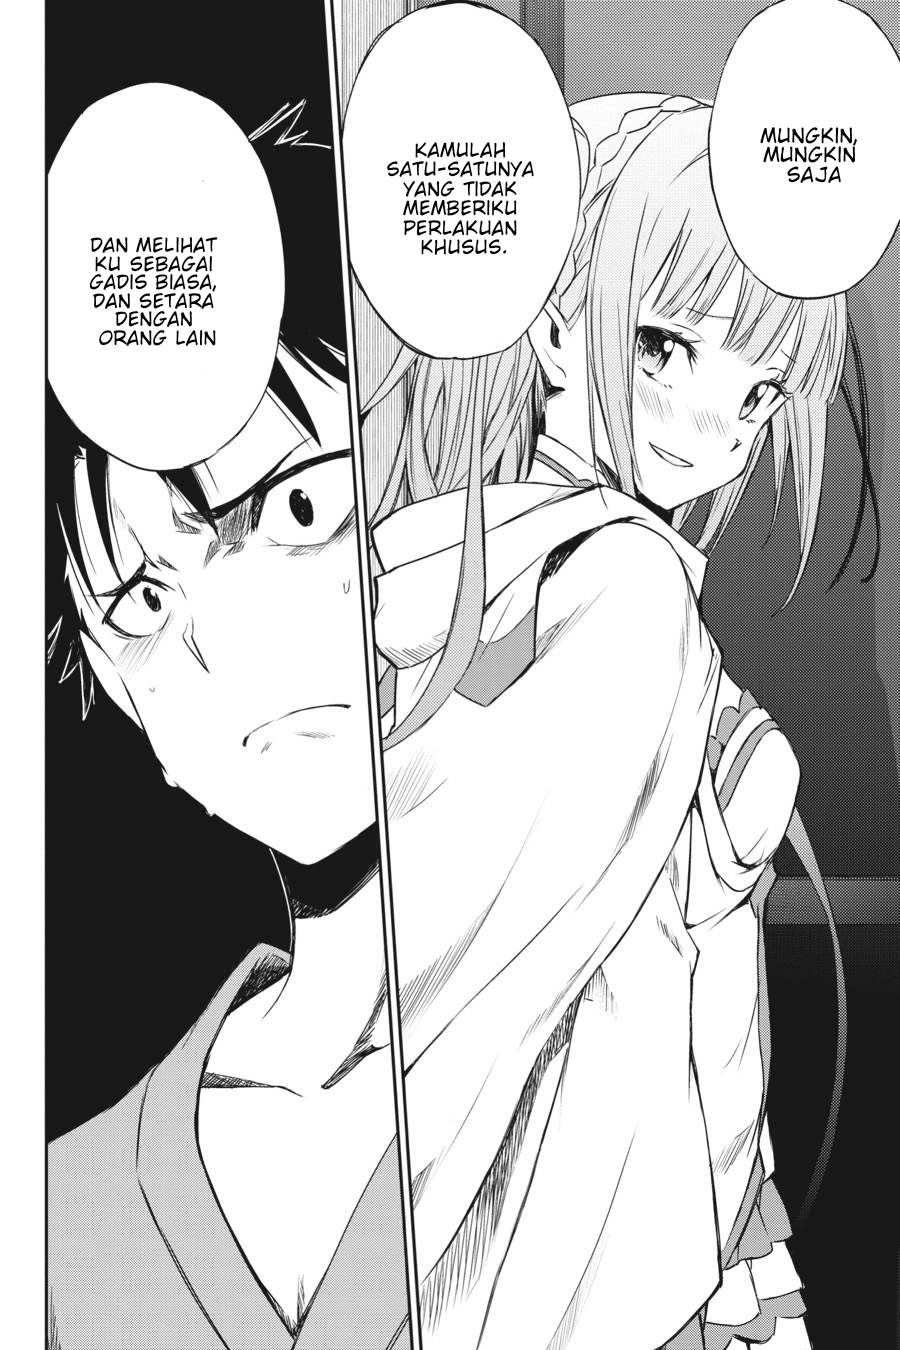 MUNGKIN,
MUNGKIN
SAJA
KAMULAH
SATU-SATUNYA
YANG TIDAK
MEMBERIKU
PERLAKUAN
KHUSUS.
DAN MELIHAT
KU SEBAGAI
GADIS BIASA,
DAN SETARA
DENGAN
ORANG LAIN